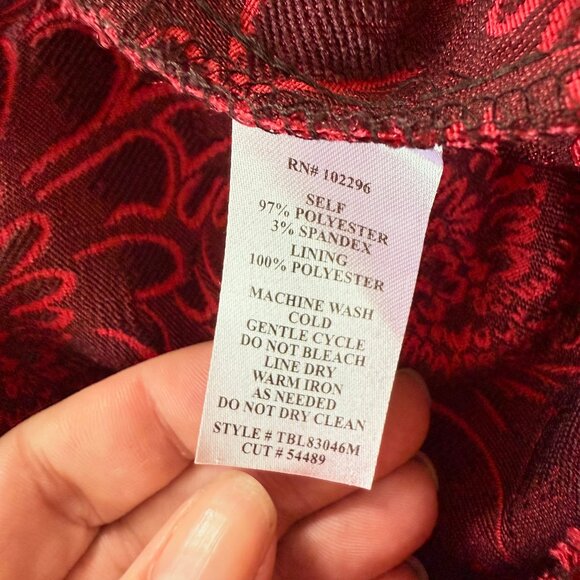 RN# 102296
SELF
97% POLYESTER
3% SPANDEX
LINING
100% POLYESTER
MACHINE WASH
COLD
GENTLE CYCLE
DO NOT BLEACH
LINE DRY
WARM IRON
AS NEEDED
DO NOT DRY CLEAN
STYLE # TBL83046M
CUT # 54489